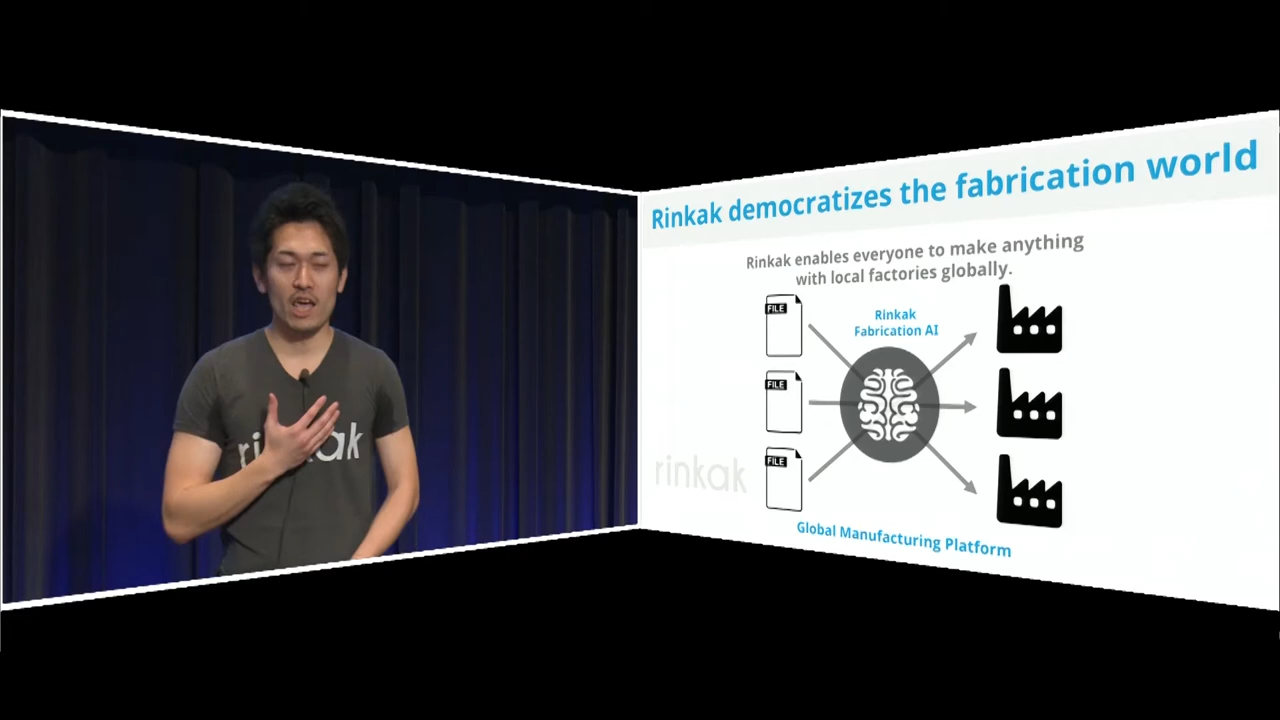 rinkak
Rinkak democratizes the fabrication world
Rinkak enables everyone to make anything
with local factories globally.
FILE
Rinkak
Fabrication AI
FILE
FILE
rinkak
Global Manufacturing Platform